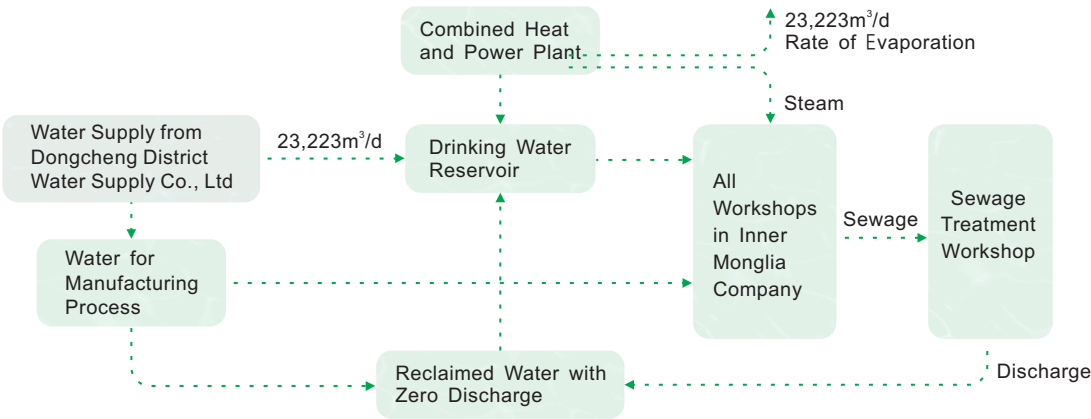 Combined Heat
and Power Plant
23,223m³/d
Rate of Evaporation
Steam
Water Supply from
Dongcheng District
Water Supply Co., Ltd
23,223m³/d
Drinking Water
Reservoir
All
Workshops
in Inner
Monglia
Company
Sewage
Sewage
Treatment
Workshop
Water for
Manufacturing
Process
Reclaimed Water with
Zero Discharge
Discharge